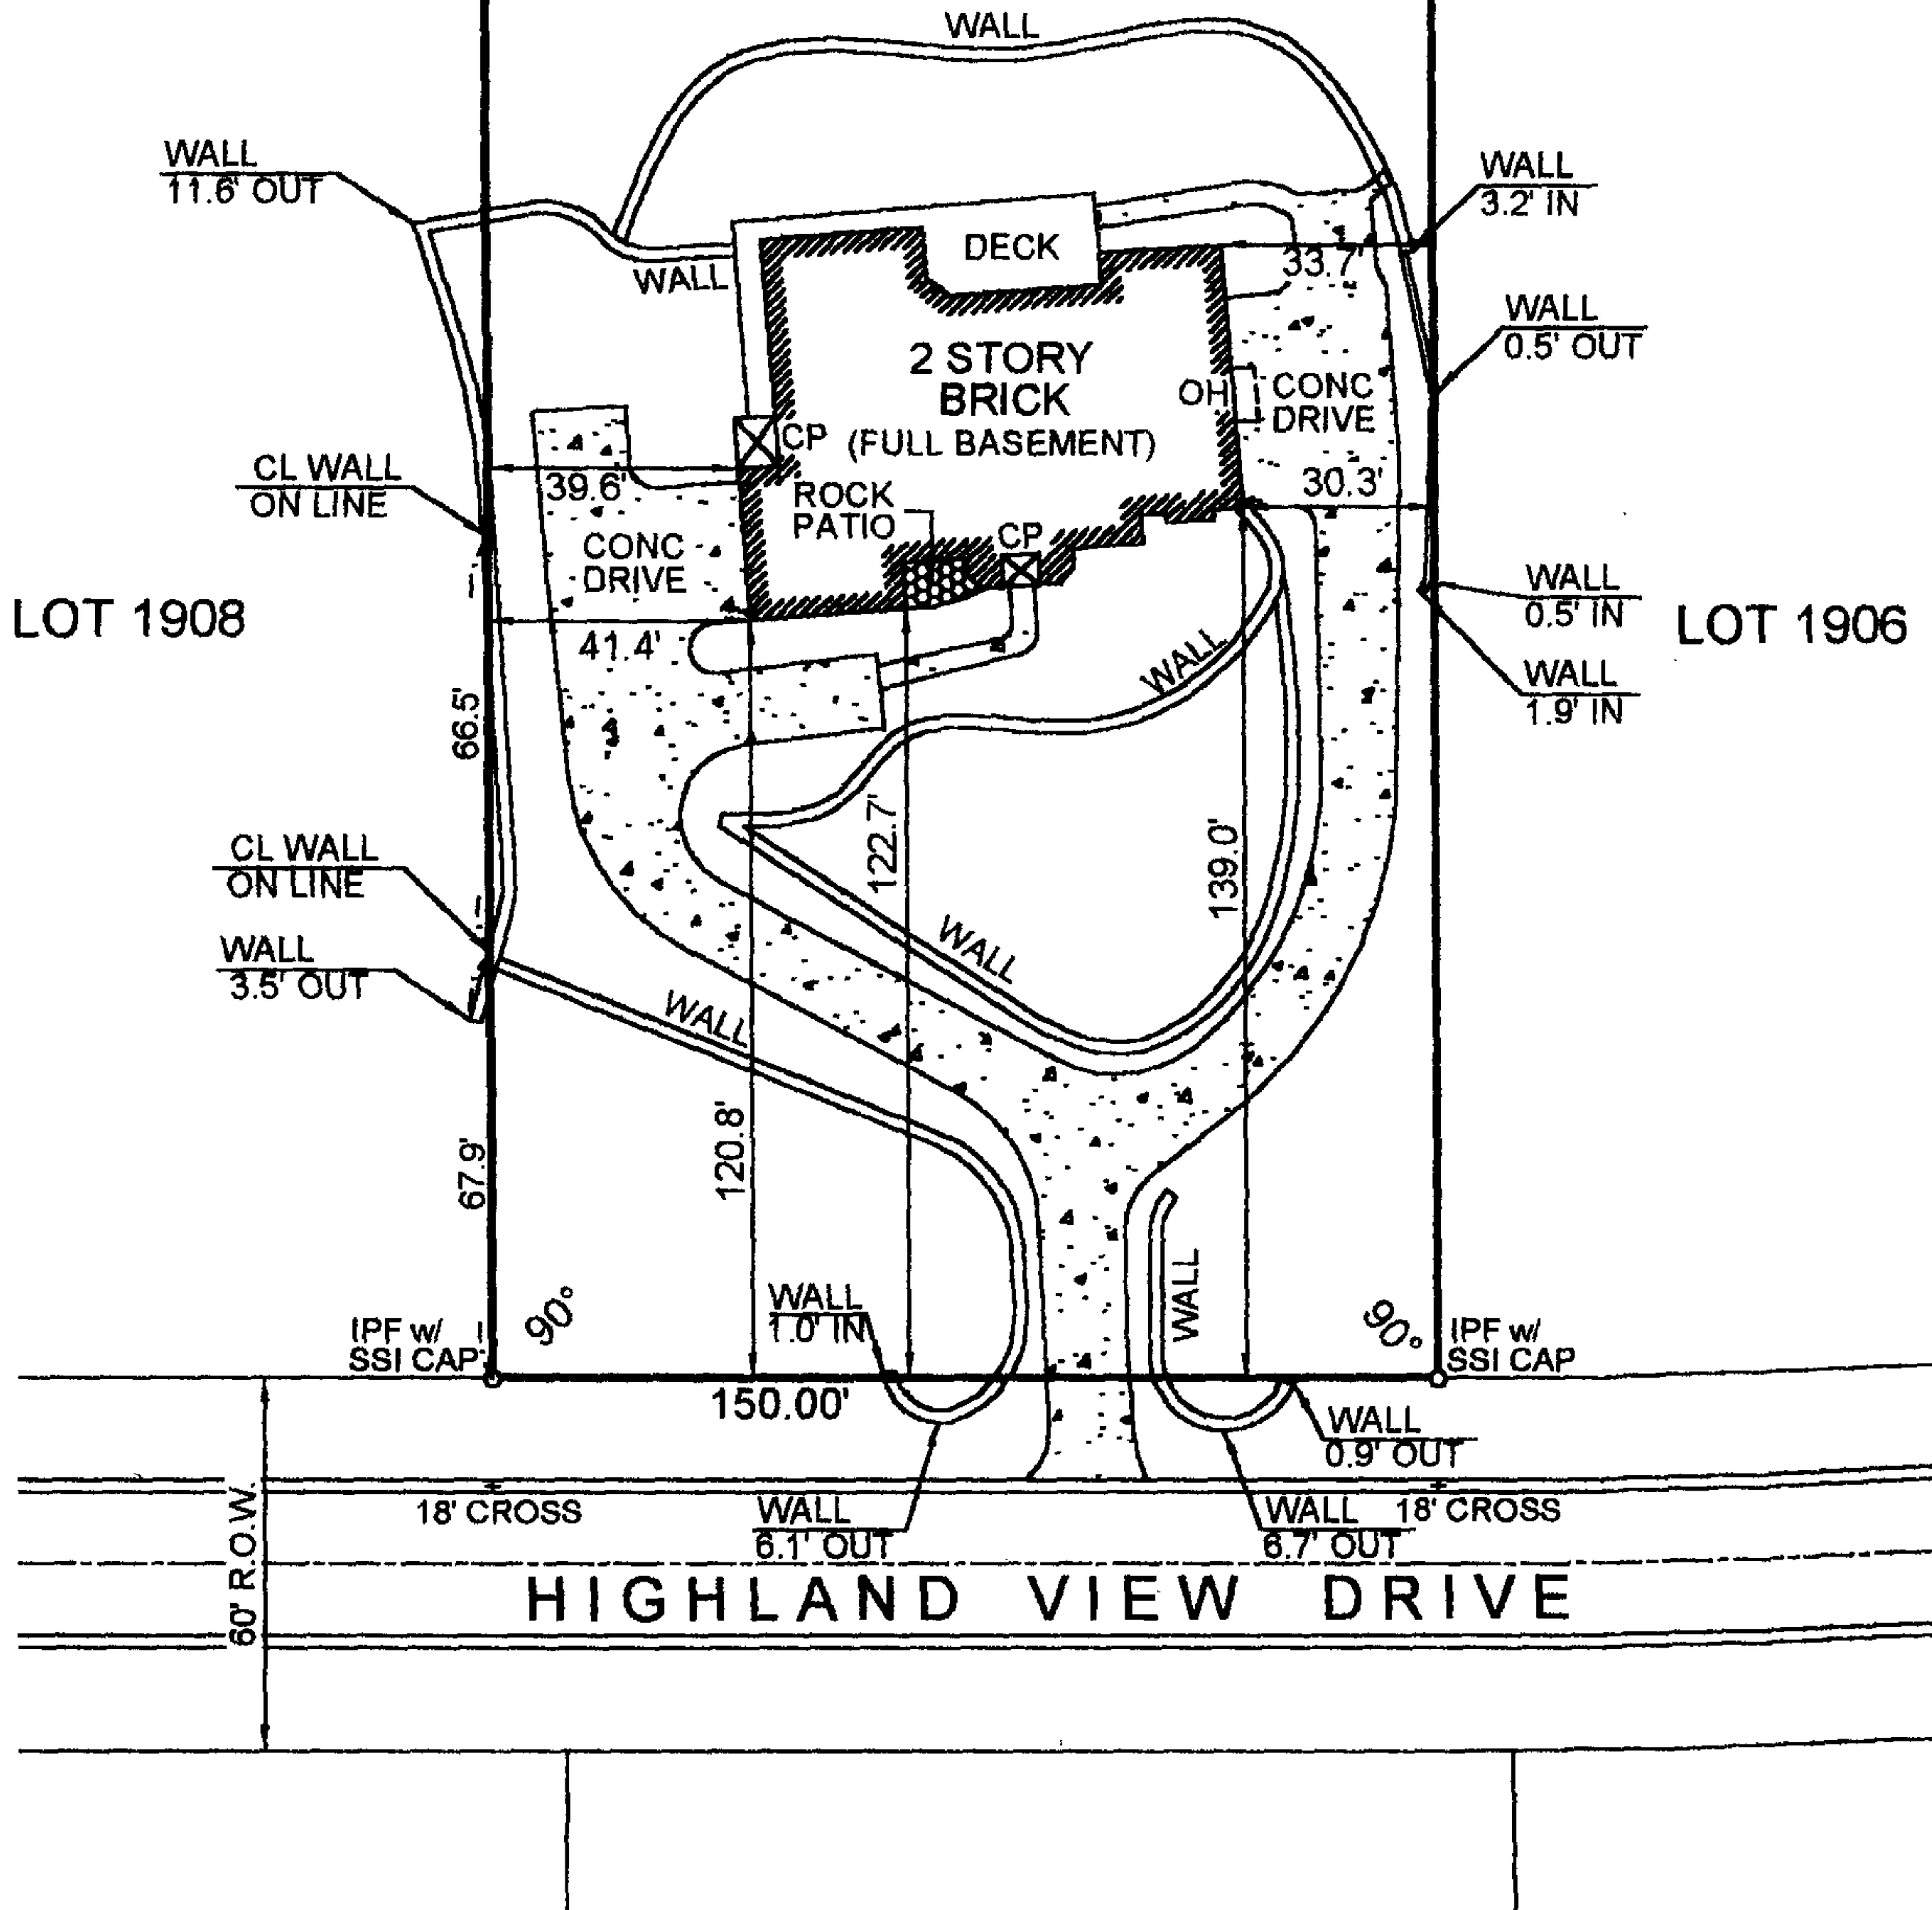 WALL
WALL
11.6' OUT
WALL
3.2' IN
DECK
33.7'
WALL
WALL
0.5' OUT
2 STORY
BRICK
(FULL BASEMENT)
OH
CONC
DRIVE
CP
CL WALL
ON LINE
39.6'
ROCK
PATIO
30.3'
CP
CONC
DRIVE
WALL
0.5' IN
LOT 1908
LOT 1906
41.4'
WALL
WALL
1.9' IN
66.5'
122.7'
139.0'
CL WALL
ON LINE
WALL
3.5' OUT
WALL
WALL
67.9'
120.8'
WALL
1.0' IN
WALL
90°
90°
IPF w/
SSI CAP
IPF w/
SSI CAP
150.00'
WALL
0.9' OUT
18' CROSS
WALL
6.1' OUT
WALL
6.7' OUT
18' CROSS
60' R.O.W.
HIGHLAND VIEW DRIVE